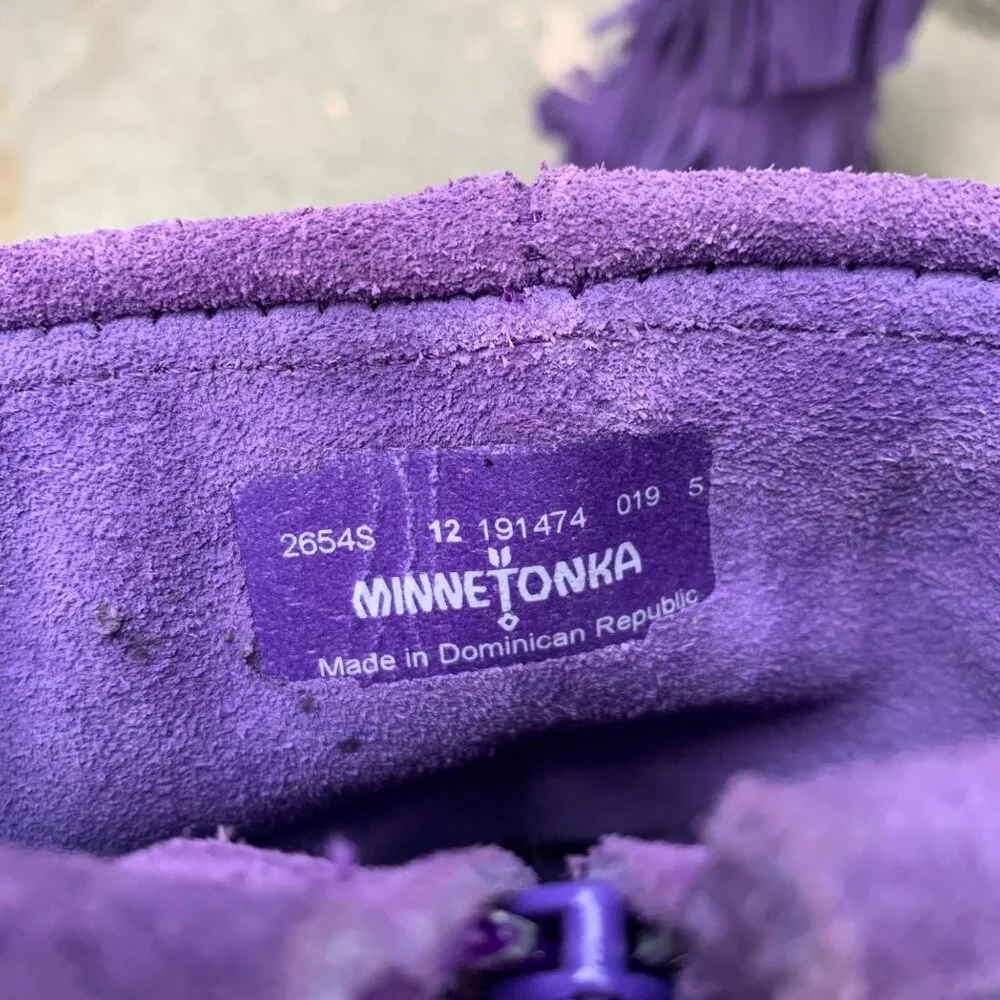 2654S 12 191474 019 5
MINNETONKA
Made in Dominican Republic